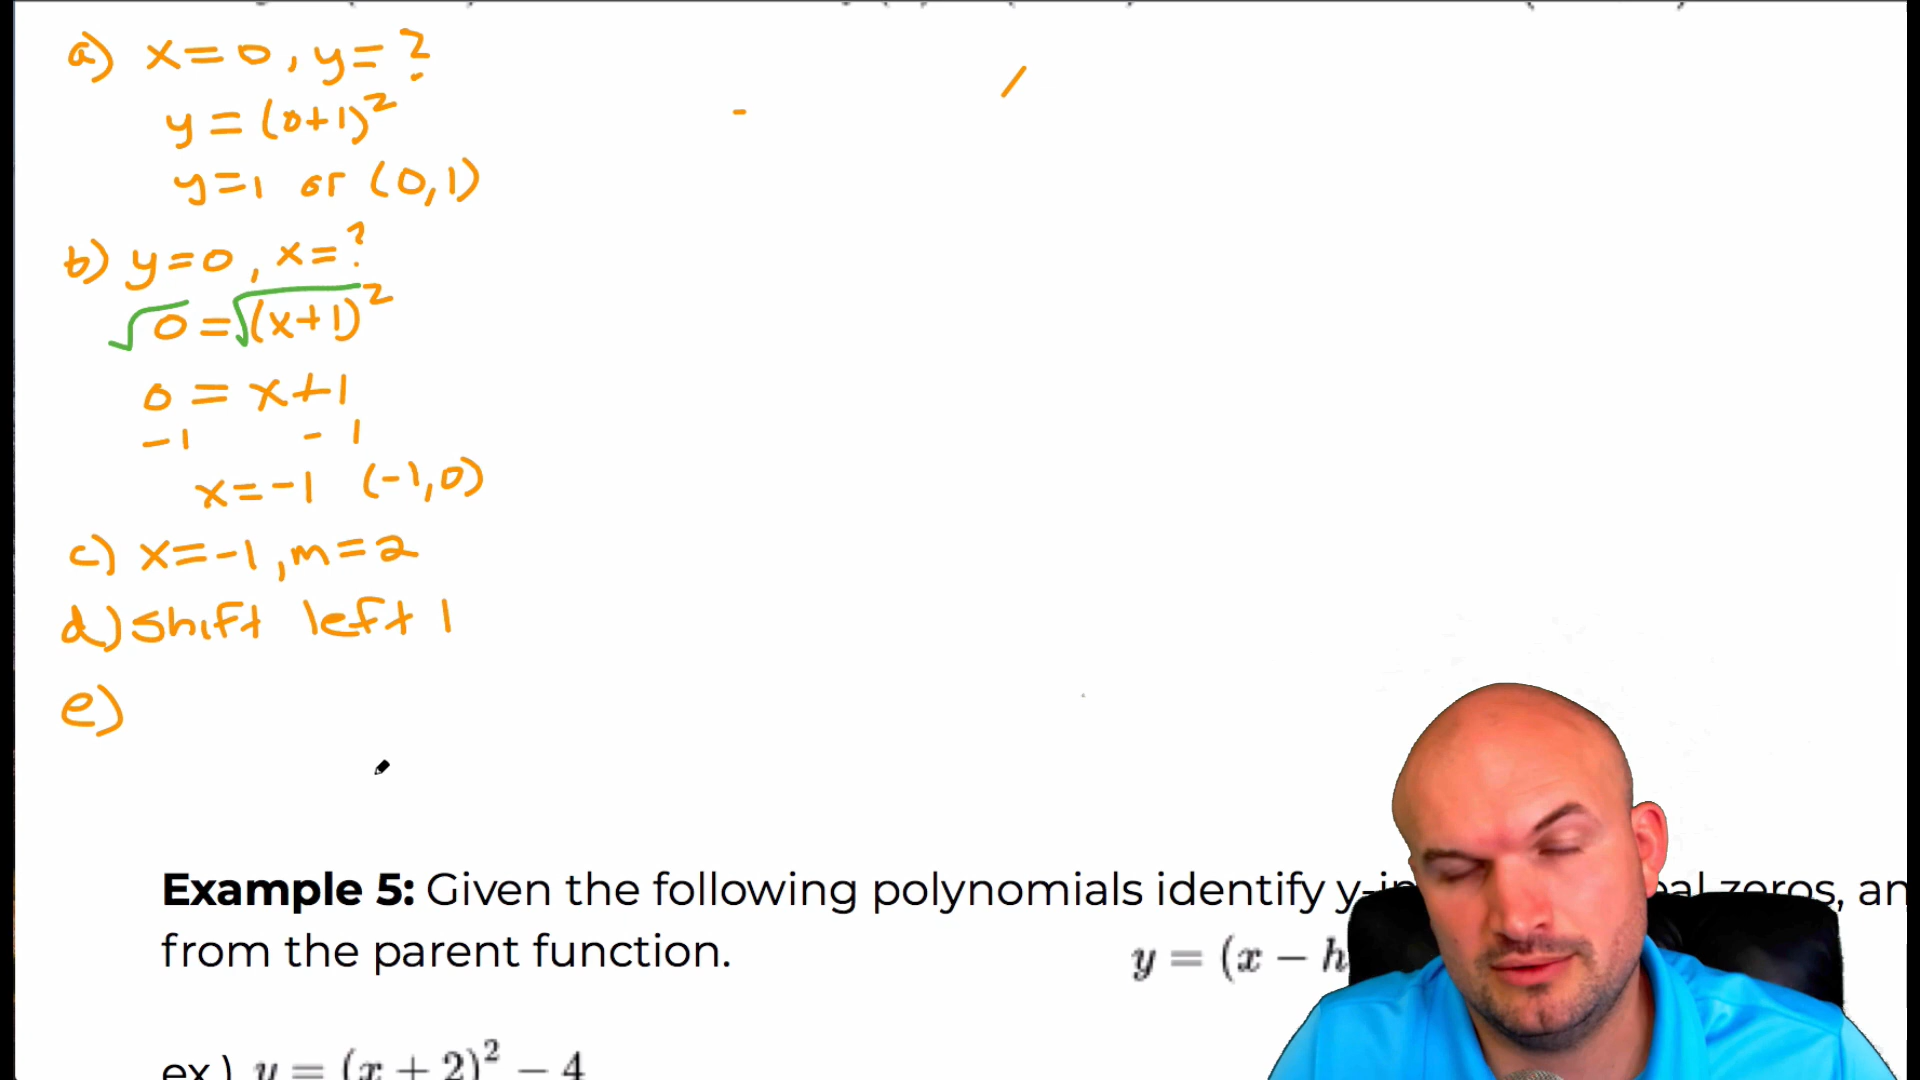 a) x=0, y=?
y=(0+1)²
y=1 or (0,1)
b) y=0, x=?
√0=√(x+1)²
0=x+1
-1 -1
x=-1 (-1,0)
c) x=-1, m=2
d) shift left 1
e)
Example 5: Given the following polynomials identify zeros,
from the parent function. y = (x − h
ex.) y = (x + 2)² − 4